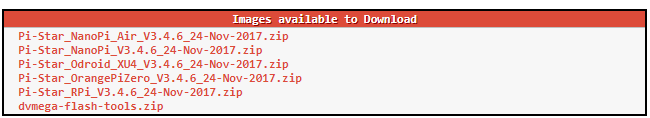 Images available to Download
Pi-Star_NanoPi_Air_V3.4.6_24-Nov-2017.zip
Pi-Star_NanoPi_V3.4.6_24-Nov-2017.zip
Pi-Star_Odroid_XU4_V3.4.6_24-Nov-2017.zip
Pi-Star_OrangePiZero_V3.4.6_24-Nov-2017.zip
Pi-Star_RPi_V3.4.6_24-Nov-2017.zip
dvmega-flash-tools.zip